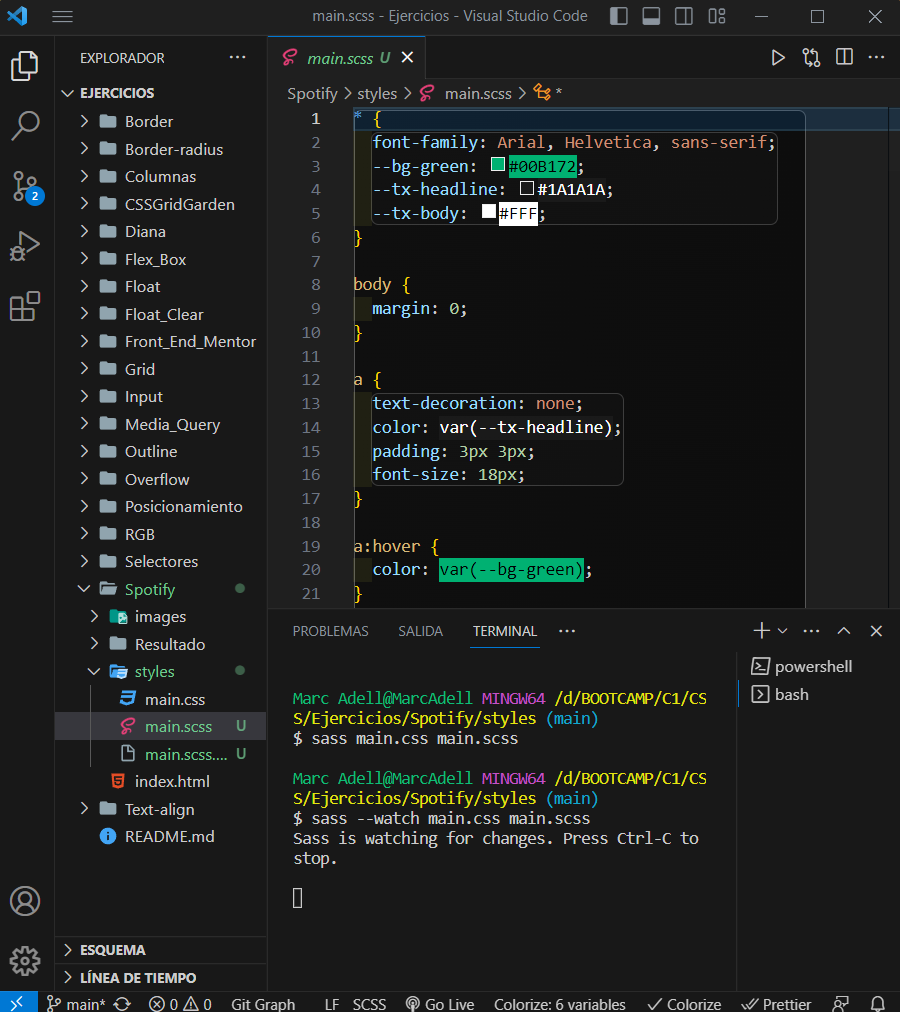 main.scss - Ejercicios - Visual Studio Code
EXPLORADOR
EJERCICIOS
Border
Border-radius
Columnas
CSSGridGarden
Diana
Flex_Box
Float
Float_Clear
Front_End_Mentor
Grid
Input
Media_Query
Outline
Overflow
Posicionamiento
RGB
Selectores
Spotify
images
Resultado
styles
main.css
main.scss U
main.scss.... U
index.html
Text-align
README.md
ESQUEMA
LÍNEA DE TIEMPO
2
main.scss U
Spotify > styles > main.scss > *
1 * {
2 font-family: Arial, Helvetica, sans-serif;
3 --bg-green: #00B172;
4 --tx-headline: #1A1A1A;
5 --tx-body: #FFF;
6 }
7
8 body {
9 margin: 0;
10 }
11
12 a {
13 text-decoration: none;
14 color: var(--tx-headline);
15 padding: 3px 3px;
16 font-size: 18px;
17 }
18
19 a:hover {
20 color: var(--bg-green);
21 }
PROBLEMAS SALIDA TERMINAL
powershell
bash
Marc Adell@MarcAdell MINGW64 /d/BOOTCAMP/C1/CS
S/Ejercicios/Spotify/styles (main)
$ sass main.css main.scss
Marc Adell@MarcAdell MINGW64 /d/BOOTCAMP/C1/CS
S/Ejercicios/Spotify/styles (main)
$ sass --watch main.css main.scss
Sass is watching for changes. Press Ctrl-C to
stop.
main* 0 0 Git Graph LF SCSS Go Live Colorize: 6 variables Colorize Prettier